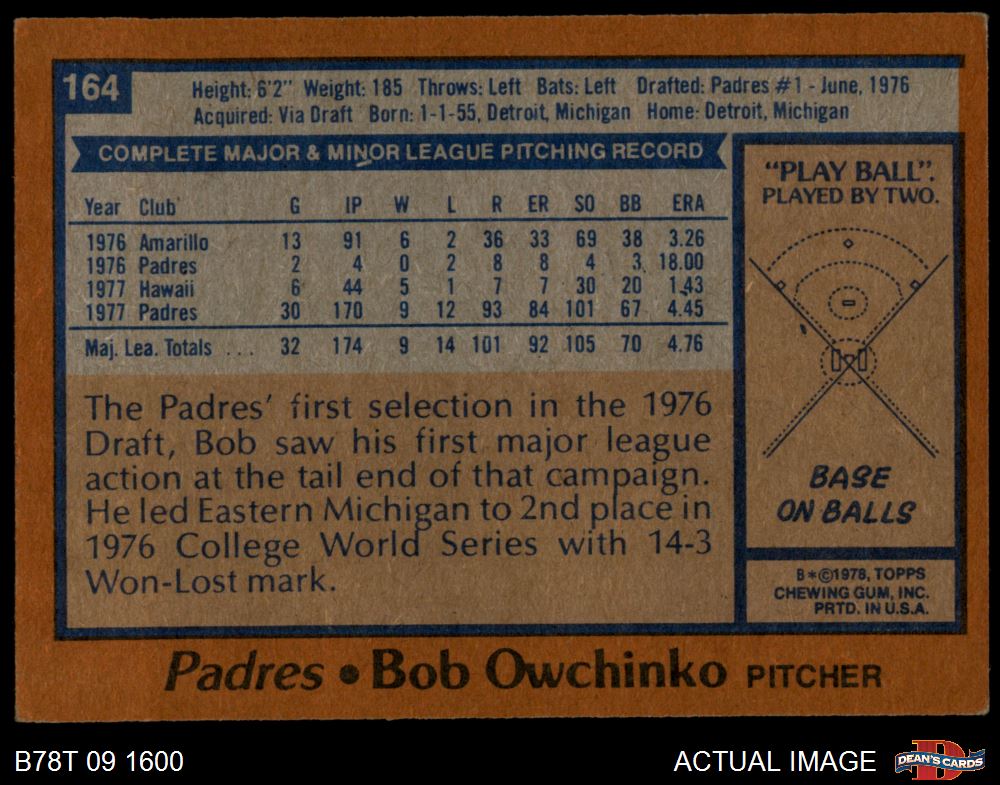 164
Height: 6'2" Weight: 185 Throws: Left Bats: Left Drafted: Padres #1 - June, 1976
Acquired: Via Draft Born: 1-1-55, Detroit, Michigan Home: Detroit, Michigan
COMPLETE MAJOR & MINOR LEAGUE PITCHING RECORD
Year Club G IP W L R ER SO BB ERA
1976 Amarillo 13 91 6 2 36 33 69 38 3.26
1976 Padres 2 4 0 2 8 8 4 3 18.00
1977 Hawaii 6 44 5 1 7 7 30 20 1.43
1977 Padres 30 170 9 12 93 84 101 67 4.45
Maj. Lea. Totals ... 32 174 9 14 101 92 105 70 4.76
The Padres' first selection in the 1976
Draft, Bob saw his first major league
action at the tail end of that campaign.
He led Eastern Michigan to 2nd place in
1976 College World Series with 14-3
Won-Lost mark.
"PLAY BALL".
PLAYED BY TWO.
BASE
ON BALLS
B*©1978, TOPPS
CHEWING GUM, INC.
PRTD. IN U.S.A.
Padres • Bob Owchinko PITCHER
B78T 09 1600
ACTUAL IMAGE
D
DEAN'S CARDS